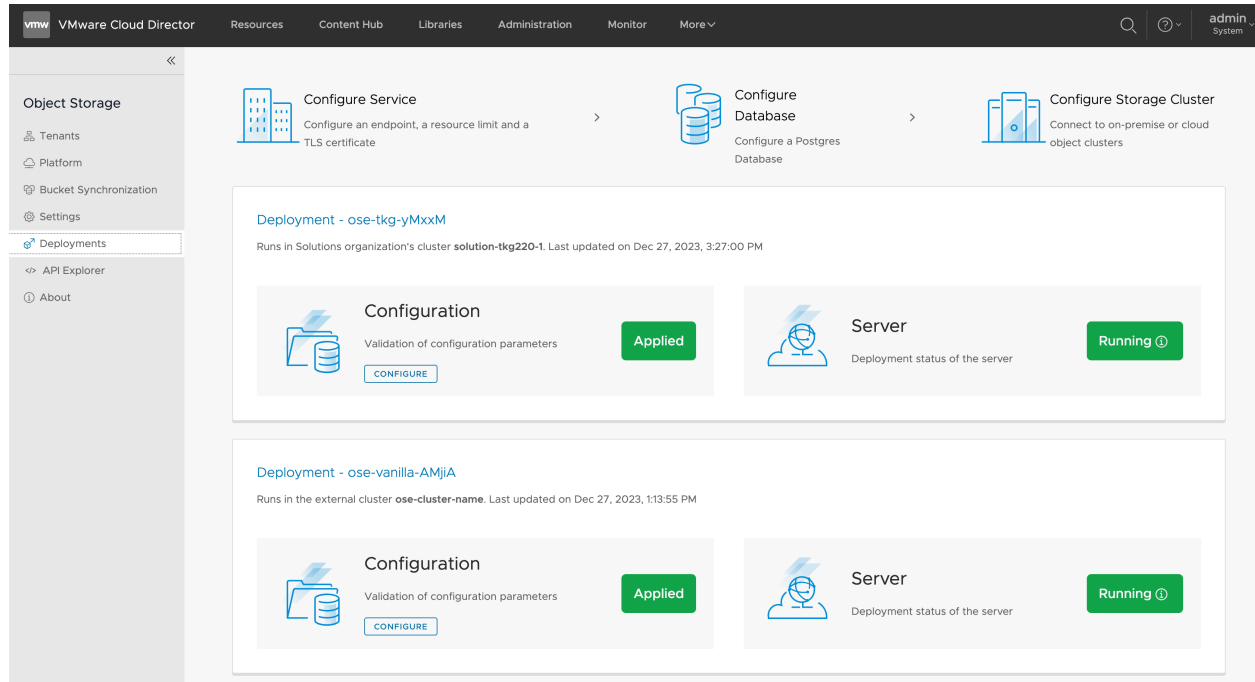 vmw VMware Cloud Director Resources Content Hub Libraries Administration Monitor More admin
System
Object Storage
Tenants
Platform
Bucket Synchronization
Settings
Deployments
API Explorer
About
Configure Service
Configure an endpoint, a resource limit and a
TLS certificate
Configure
Database
Configure a Postgres
Database
Configure Storage Cluster
Connect to on-premise or cloud
object clusters
Deployment - ose-tkg-yMxxM
Runs in Solutions organization's cluster solution-tkg220-1. Last updated on Dec 27, 2023, 3:27:00 PM
Configuration
Validation of configuration parameters
CONFIGURE
Applied
Server
Deployment status of the server
Running
Deployment - ose-vanilla-AMjiA
Runs in the external cluster ose-cluster-name. Last updated on Dec 27, 2023, 1:13:55 PM
Configuration
Validation of configuration parameters
CONFIGURE
Applied
Server
Deployment status of the server
Running